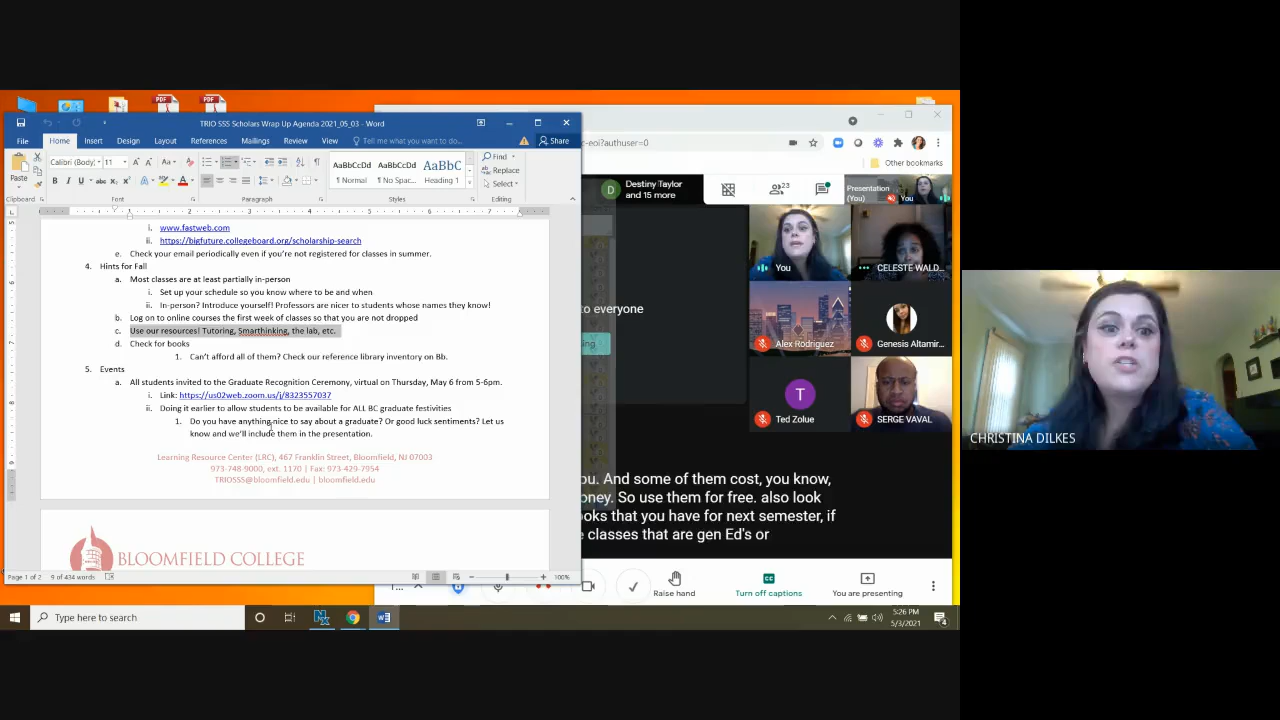 TRIO SSS Scholars Wrap Up Agenda 2021_05_03 - Word
File Home Insert Design Layout References Mailings Review View Tell me what you want to do... Share
Calibri (Body) 11
Paste
AaBbCcDd AaBbCcDd AaBbC
¶ Normal ¶ No Spac... Heading 1
Find
Replace
Select
Clipboard Font Paragraph Styles Editing
i. www.fastweb.com
ii. https://bigfuture.collegeboard.org/scholarship-search
e. Check your email periodically even if you're not registered for classes in summer.
4. Hints for Fall
a. Most classes are at least partially in-person
i. Set up your schedule so you know where to be and when
ii. In-person? Introduce yourself! Professors are nicer to students whose names they know!
b. Log on to online courses the first week of classes so that you are not dropped
c. Use our resources! Tutoring, Smarthinking, the lab, etc.
d. Check for books
1. Can't afford all of them? Check our reference library inventory on Bb.
5. Events
a. All students invited to the Graduate Recognition Ceremony, virtual on Thursday, May 6 from 5-6pm.
i. Link: https://us02web.zoom.us/j/8323557037
ii. Doing it earlier to allow students to be available for ALL BC graduate festivities
1. Do you have anything nice to say about a graduate? Or good luck sentiments? Let us
know and we'll include them in the presentation.
Learning Resource Center (LRC), 467 Franklin Street, Bloomfield, NJ 07003
973-748-9000, ext. 1170 | Fax: 973-429-7954
TRIOSSS@bloomfield.edu | bloomfield.edu
BLOOMFIELD COLLEGE
Page 1 of 2 9 of 434 words
100%
c-eoi?authuser=0
Other bookmarks
D
Destiny Taylor
and 15 more
23
Presentation
(You)
You
to everyone
You
CELESTE WALD...
Alex Rodriguez
Genesis Altamir...
T
Ted Zolue
SERGE VAVAL
ou. And some of them cost, you know,
oney. So use them for free. also look
ooks that you have for next semester, if
e classes that are gen Ed's or
Raise hand
Turn off captions
You are presenting
Type here to search
5:26 PM
5/3/2021
CHRISTINA DILKES